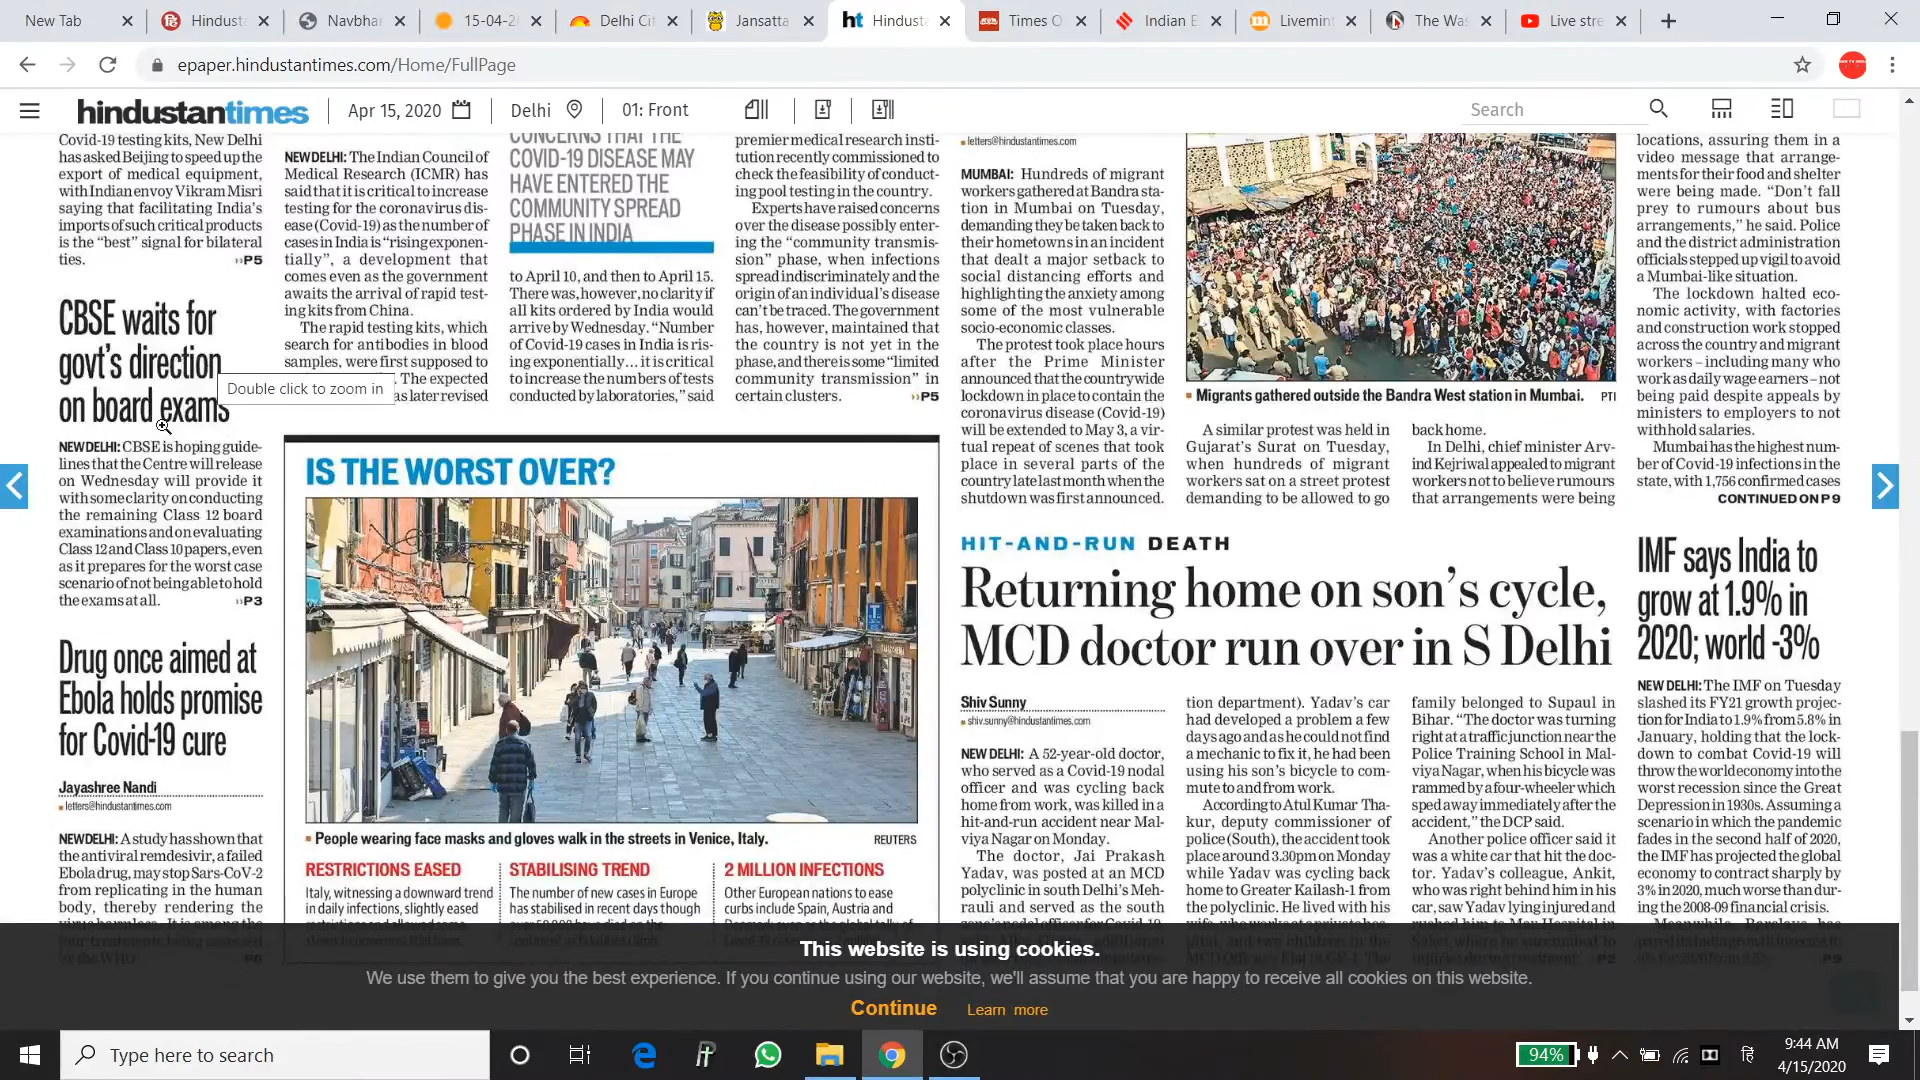 New Tab
Hindust
Navbhar
15-04-2
Delhi Cit
Jansatta
Hindust
Times O
Indian E
Livemint
The Was
Live stre
epaper.hindustantimes.com/Home/FullPage
hindustantimes
Apr 15, 2020
Delhi
01: Front
Search
Covid-19 testing kits, New Delhi
has asked Beijing to speed up the
export of medical equipment,
with Indian envoy Vikram Misri
saying that facilitating India's
imports of such critical products
is the "best" signal for bilateral
ties. ››P5
CBSE waits for
govt's direction
on board exams
Double click to zoom in
NEW DELHI: CBSE is hoping guide-
lines that the Centre will release
on Wednesday will provide it
with some clarity on conducting
the remaining Class 12 board
examinations and on evaluating
Class 12 and Class 10 papers, even
as it prepares for the worst case
scenario of not being able to hold
the exams at all. ››P3
Drug once aimed at
Ebola holds promise
for Covid-19 cure
Jayashree Nandi
letters@hindustantimes.com
NEW DELHI: A study has shown that
the antiviral remdesivir, a failed
Ebola drug, may stop Sars-CoV-2
from replicating in the human
body, thereby rendering the
NEW DELHI: The Indian Council of
Medical Research (ICMR) has
said that it is critical to increase
testing for the coronavirus dis-
ease (Covid-19) as the number of
cases in India is "rising exponen-
tially", a development that
comes even as the government
awaits the arrival of rapid test-
ing kits from China.
The rapid testing kits, which
search for antibodies in blood
samples, were first supposed to
. The expected
as later revised
CONCERNS THAT THE
COVID-19 DISEASE MAY
HAVE ENTERED THE
COMMUNITY SPREAD
PHASE IN INDIA
to April 10, and then to April 15.
There was, however, no clarity if
all kits ordered by India would
arrive by Wednesday. "Number
of Covid-19 cases in India is ris-
ing exponentially... it is critical
to increase the numbers of tests
conducted by laboratories," said
premier medical research insti-
tution recently commissioned to
check the feasibility of conduct-
ing pool testing in the country.
Experts have raised concerns
over the disease possibly enter-
ing the "community transmis-
sion" phase, when infections
spread indiscriminately and the
origin of an individual's disease
can't be traced. The government
has, however, maintained that
the country is not yet in the
phase, and there is some "limited
community transmission" in
certain clusters. ››P5
IS THE WORST OVER?
People wearing face masks and gloves walk in the streets in Venice, Italy. REUTERS
RESTRICTIONS EASED
Italy, witnessing a downward trend
in daily infections, slightly eased
STABILISING TREND
The number of new cases in Europe
has stabilised in recent days though
2 MILLION INFECTIONS
Other European nations to ease
curbs include Spain, Austria and
letters@hindustantimes.com
MUMBAI: Hundreds of migrant
workers gathered at Bandra sta-
tion in Mumbai on Tuesday,
demanding they be taken back to
their hometowns in an incident
that dealt a major setback to
social distancing efforts and
highlighting the anxiety among
some of the most vulnerable
socio-economic classes.
The protest took place hours
after the Prime Minister
announced that the countrywide
lockdown in place to contain the
coronavirus disease (Covid-19)
will be extended to May 3, a vir-
tual repeat of scenes that took
place in several parts of the
country late last month when the
shutdown was first announced.
Migrants gathered outside the Bandra West station in Mumbai. PTI
A similar protest was held in
Gujarat's Surat on Tuesday,
when hundreds of migrant
workers sat on a street protest
demanding to be allowed to go
back home.
In Delhi, chief minister Arv-
ind Kejriwal appealed to migrant
workers not to believe rumours
that arrangements were being
locations, assuring them in a
video message that arrange-
ments for their food and shelter
were being made. "Don't fall
prey to rumours about bus
arrangements," he said. Police
and the district administration
officials stepped up vigil to avoid
a Mumbai-like situation.
The lockdown halted eco-
nomic activity, with factories
and construction work stopped
across the country and migrant
workers – including many who
work as daily wage earners – not
being paid despite appeals by
ministers to employers to not
withhold salaries.
Mumbai has the highest num-
ber of Covid-19 infections in the
state, with 1,756 confirmed cases
CONTINUED ON P9
HIT-AND-RUN DEATH
Returning home on son's cycle,
MCD doctor run over in S Delhi
Shiv Sunny
shiv.sunny@hindustantimes.com
NEW DELHI: A 52-year-old doctor,
who served as a Covid-19 nodal
officer and was cycling back
home from work, was killed in a
hit-and-run accident near Mal-
viya Nagar on Monday.
The doctor, Jai Prakash
Yadav, was posted at an MCD
polyclinic in south Delhi's Meh-
rauli and served as the south
tion department). Yadav's car
had developed a problem a few
days ago and as he could not find
a mechanic to fix it, he had been
using his son's bicycle to com-
mute to and from work.
According to Atul Kumar Tha-
kur, deputy commissioner of
police (South), the accident took
place around 3.30pm on Monday
while Yadav was cycling back
home to Greater Kailash-1 from
the polyclinic. He lived with his
family belonged to Supaul in
Bihar. "The doctor was turning
right at a traffic junction near the
Police Training School in Mal-
viya Nagar, when his bicycle was
rammed by a four-wheeler which
sped away immediately after the
accident," the DCP said.
Another police officer said it
was a white car that hit the doc-
tor. Yadav's colleague, Ankit,
who was right behind him in his
car, saw Yadav lying injured and
IMF says India to
grow at 1.9% in
2020; world -3%
NEW DELHI: The IMF on Tuesday
slashed its FY21 growth projec-
tion for India to 1.9% from 5.8% in
January, holding that the lock-
down to combat Covid-19 will
throw the world economy into the
worst recession since the Great
Depression in 1930s. Assuming a
scenario in which the pandemic
fades in the second half of 2020,
the IMF has projected the global
economy to contract sharply by
3% in 2020, much worse than dur-
ing the 2008-09 financial crisis.
This website is using cookies.
We use them to give you the best experience. If you continue using our website, we'll assume that you are happy to receive all cookies on this website.
Continue
Learn more
Type here to search
94%
हि
9:44 AM
4/15/2020